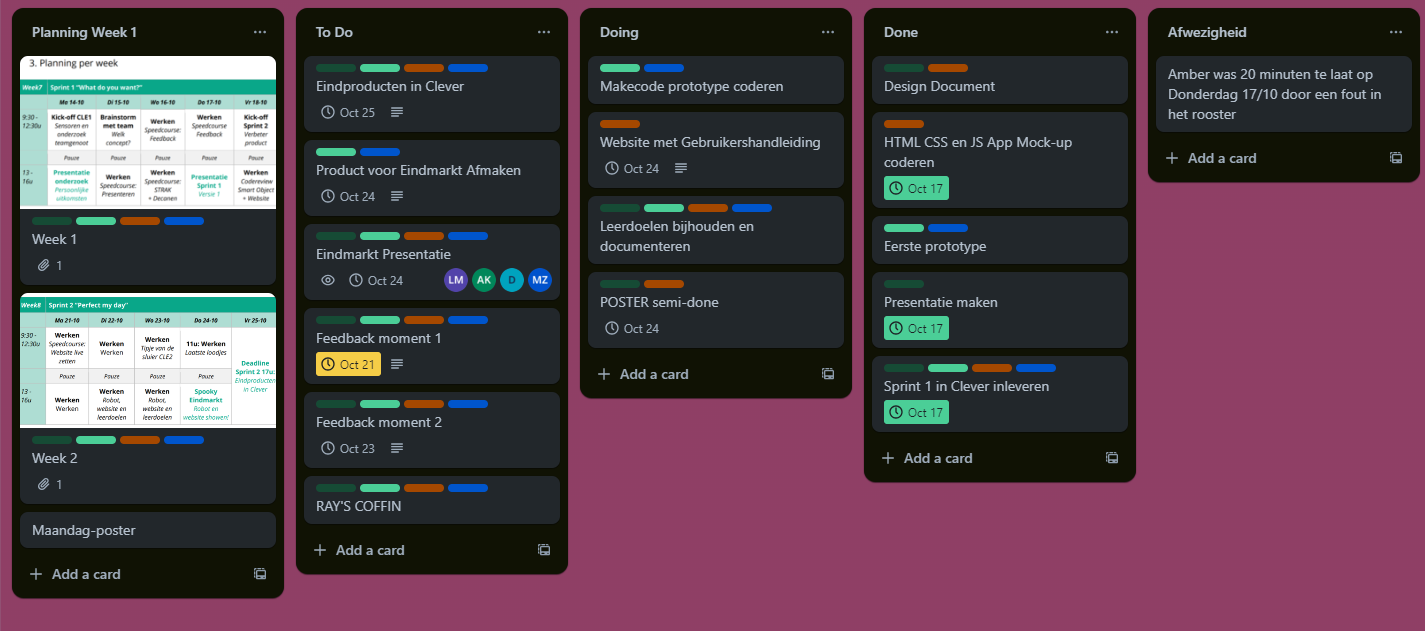 Planning Week 1
3. Planning per week
Week7 Sprint 1 "What do you want?"
Ma 14-10 Di 15-10 Wo 16-10 Do 17-10 Vr 18-10
9:30 - 12:30u
Kick-off CLE1 Sensoren en onderzoek teamgenoot
Brainstorm met team Welk concept?
Werken Speedcourse: Feedback
Werken Speedcourse Feedback
Kick-off Sprint 2 Verbeter product
Pauze Pauze Pauze Pauze Pauze
13 - 16u
Presentatie onderzoek Persoonlijke uitkomsten
Werken Speedcourse: Presenteren
Werken Speedcourse: STRAK + Decanen
Presentatie Sprint 1 Versie 1
Werken Codereview Smart Object + Website
Week 1
1
Week8 Sprint 2 "Perfect my day"
Ma 21-10 Di 22-10 Wo 23-10 Do 24-10 Vr 25-10
9:30 - 12:30u
Werken Speedcourse: Website live zetten
Werken Werken
Werken Tipje van de sluier CLE2
11u: Werken Laatste loodjes
Deadline Sprint 2 17u: Eindproducten in Clever
Pauze Pauze Pauze Pauze
13 - 16u
Werken Werken
Werken Robot, website en leerdoelen
Werken Robot, website en leerdoelen
Spooky Eindmarkt Robot en website showen!
Week 2
1
Maandag-poster
Add a card
To Do
Eindproducten in Clever
Oct 25
Product voor Eindmarkt Afmaken
Oct 24
Eindmarkt Presentatie
Oct 24 LM AK D MZ
Feedback moment 1
Oct 21
Feedback moment 2
Oct 23
RAY'S COFFIN
Add a card
Doing
Makecode prototype coderen
Website met Gebruikershandleiding
Oct 24
Leerdoelen bijhouden en
documenteren
POSTER semi-done
Oct 24
Add a card
Done
Design Document
HTML CSS en JS App Mock-up
coderen
Oct 17
Eerste prototype
Presentatie maken
Oct 17
Sprint 1 in Clever inleveren
Oct 17
Add a card
Afwezigheid
Amber was 20 minuten te laat op
Donderdag 17/10 door een fout in
het rooster
Add a card